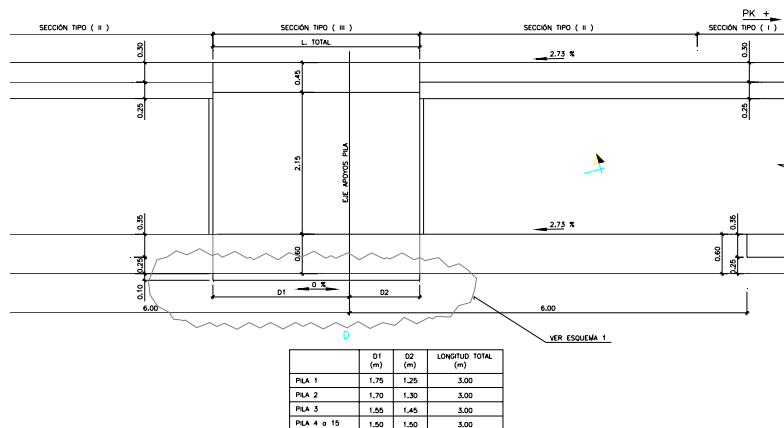 PK +
SECCIÓN TIPO ( II )
SECCIÓN TIPO ( III )
SECCIÓN TIPO ( II )
SECCIÓN TIPO ( I )
L. TOTAL
0.30
0.45
2.73 %
0.30
0.25
0.25
2.15
EJE APOYOS PILA
0.35
2.73 %
0.35
0.25
0.60
0.60
0.25
0.10
0 %
D1
D2
6.00
6.00
D
VER ESQUEMA 1
D1 (m) D2 (m) LONGITUD TOTAL (m)
PILA 1 1.75 1.25 3.00
PILA 2 1.70 1.30 3.00
PILA 3 1.55 1.45 3.00
PILA 4 a 15 1.50 1.50 3.00